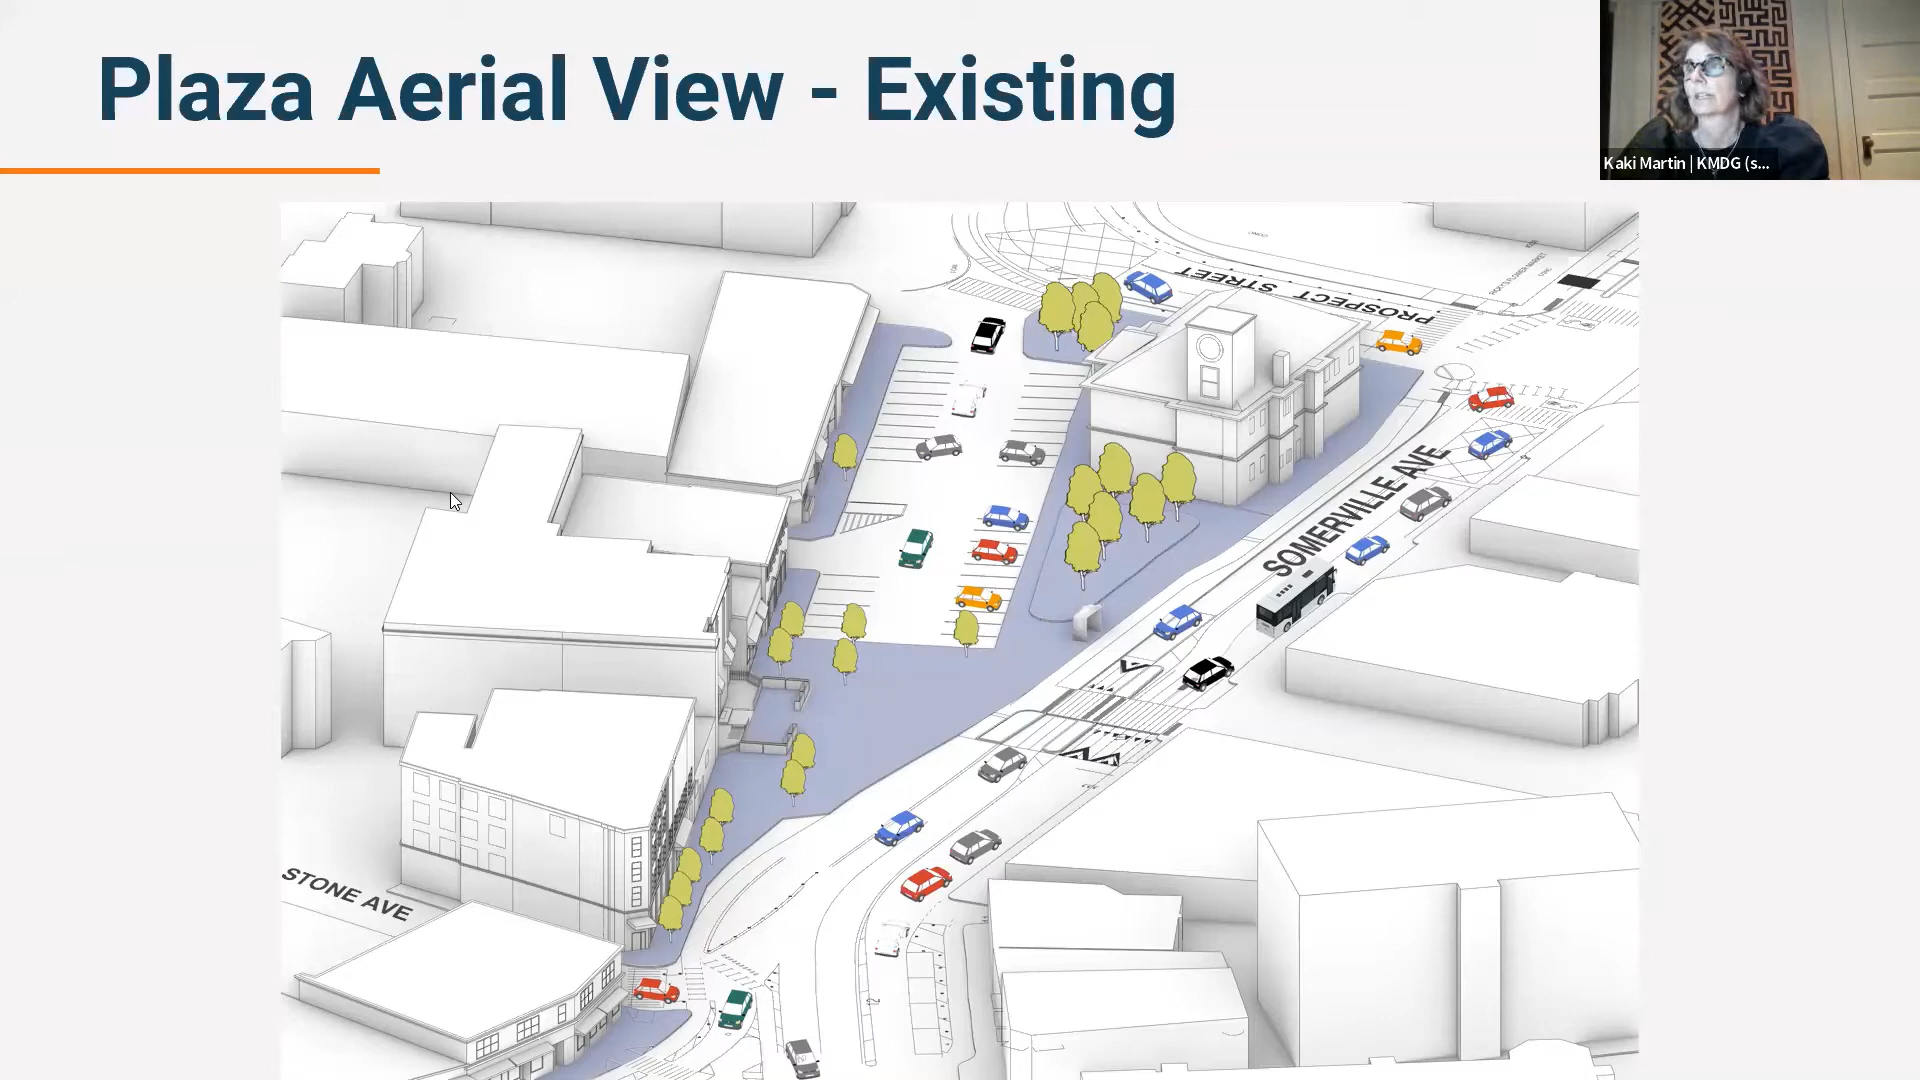 Plaza Aerial View - Existing
Kaki Martin | KMDG (s...
PROSPECT STREET
SOMERVILLE AVE
STONE AVE